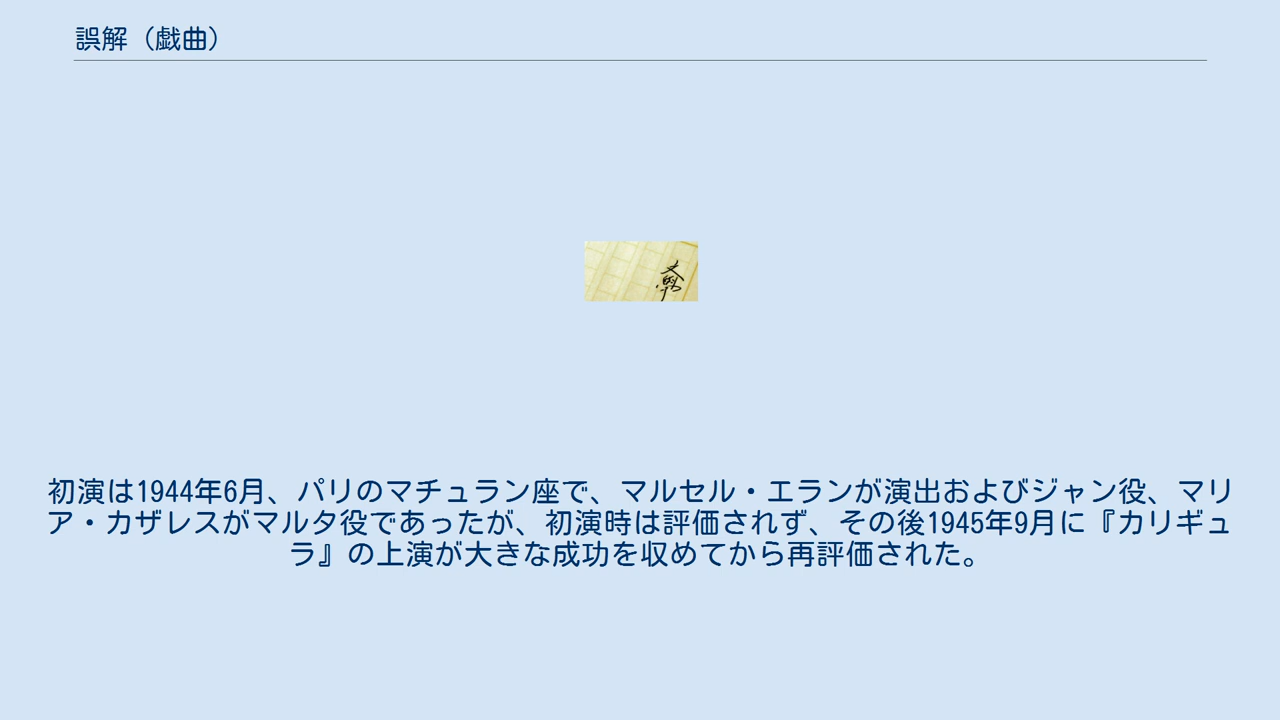 誤解（戯曲）
初演は1944年6月、パリのマチュラン座で、マルセル・エランが演出およびジャン役、マリ
ア・カザレスがマルタ役であったが、初演時は評価されず、その後1945年9月に『カリギュ
ラ』の上演が大きな成功を収めてから再評価された。